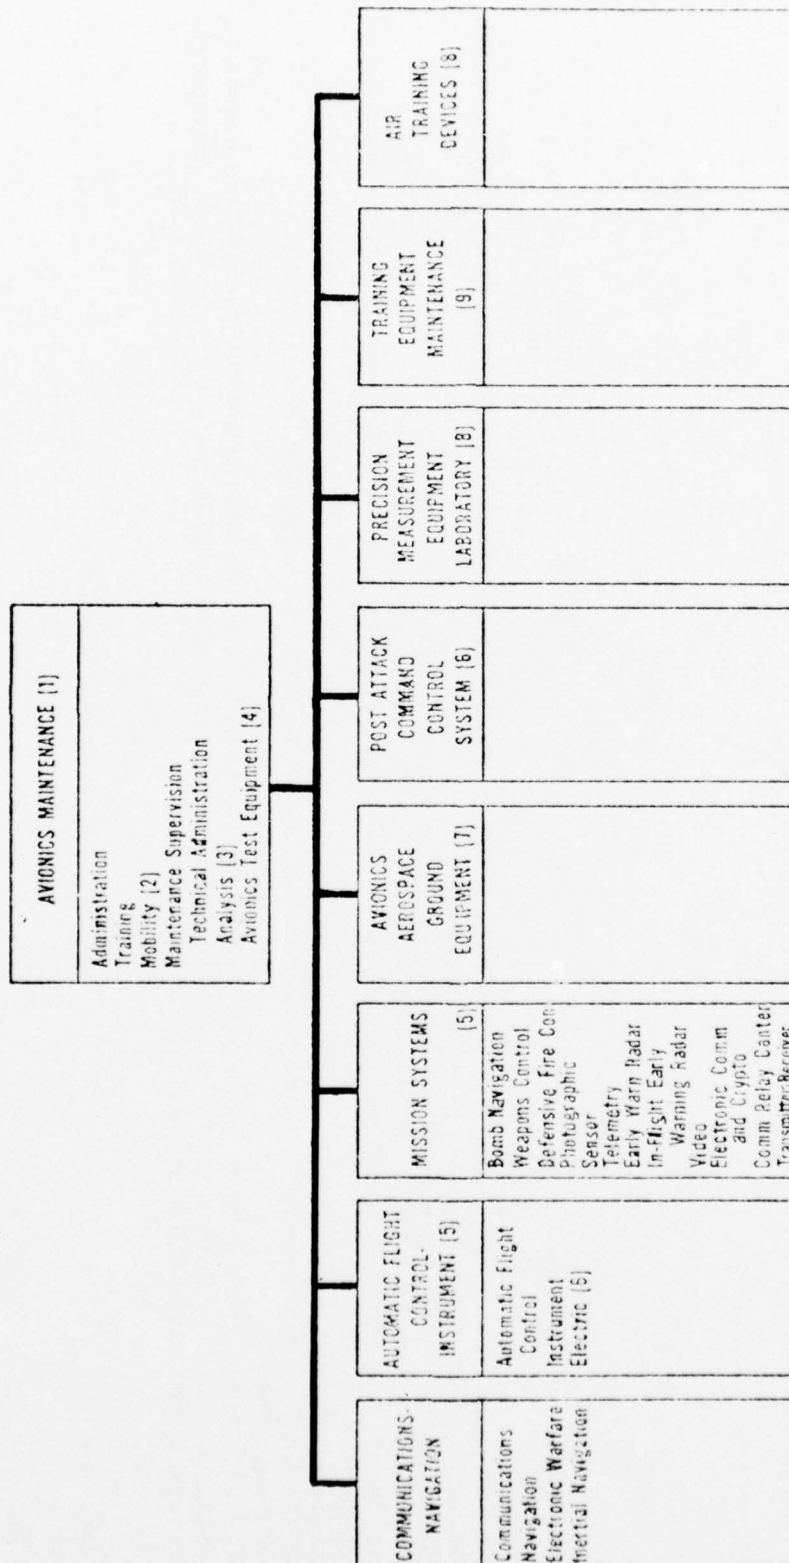 AVIONICS MAINTENANCE (1)
Administration
Training
Mobility (2)
Maintenance Supervision
Technical Administration
Analysis (3)
Avionics Test Equipment (4)
COMMUNICATIONS-
NAVIGATION
Communications
Navigation
Electronic Warfare
Inertial Navigation
AUTOMATIC FLIGHT
CONTROL-
INSTRUMENT (5)
Automatic Flight
Control
Instrument
Electric (6)
MISSION SYSTEMS
(5)
Bomb Navigation
Weapons Control
Defensive Fire Con
Photographic
Sensor
Telemetry
Early Warn Radar
In-Flight Early
Warning Radar
Video
Electronic Comm
and Crypto
Comm Relay Center
Transmitter-Receiver
AVIONICS
AEROSPACE
GROUND
EQUIPMENT (7)
POST ATTACK
COMMAND
CONTROL
SYSTEM (6)
PRECISION
MEASUREMENT
EQUIPMENT
LABORATORY (8)
TRAINING
EQUIPMENT
MAINTENANCE
(9)
AIR
TRAINING
DEVICES (8)